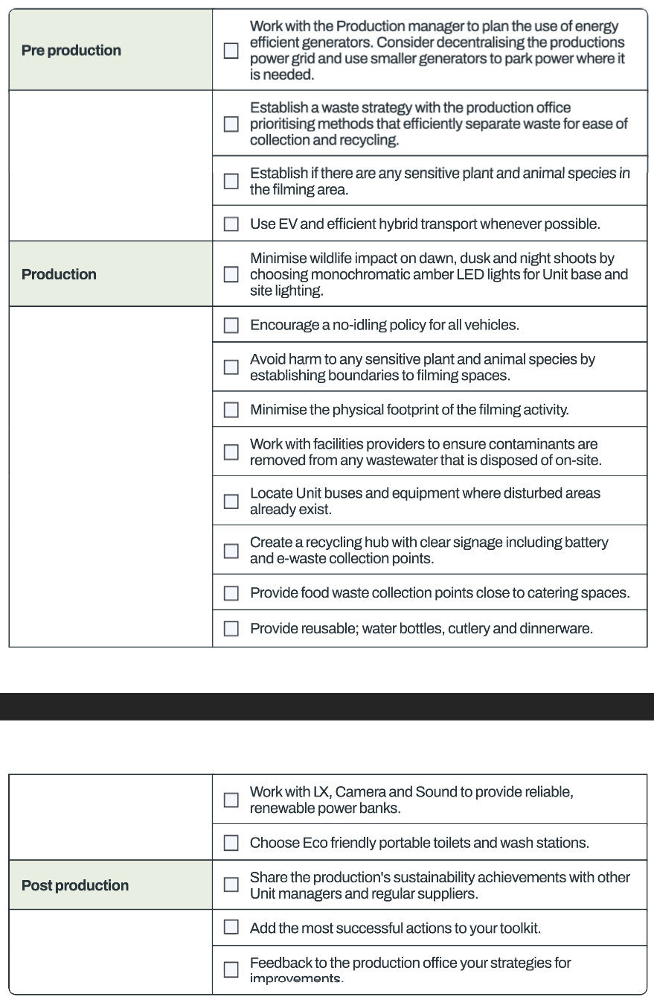 Pre production
Work with the Production manager to plan the use of energy
efficient generators. Consider decentralising the productions
power grid and use smaller generators to park power where it
is needed.
Establish a waste strategy with the production office
prioritising methods that efficiently separate waste for ease of
collection and recycling.
Establish if there are any sensitive plant and animal species in
the filming area.
Use EV and efficient hybrid transport whenever possible.
Production
Minimise wildlife impact on dawn, dusk and night shoots by
choosing monochromatic amber LED lights for Unit base and
site lighting.
Encourage a no-idling policy for all vehicles.
Avoid harm to any sensitive plant and animal species by
establishing boundaries to filming spaces.
Minimise the physical footprint of the filming activity.
Work with facilities providers to ensure contaminants are
removed from any wastewater that is disposed of on-site.
Locate Unit buses and equipment where disturbed areas
already exist.
Create a recycling hub with clear signage including battery
and e-waste collection points.
Provide food waste collection points close to catering spaces.
Provide reusable; water bottles, cutlery and dinnerware.
Work with LX, Camera and Sound to provide reliable,
renewable power banks.
Choose Eco friendly portable toilets and wash stations.
Post production
Share the production's sustainability achievements with other
Unit managers and regular suppliers.
Add the most successful actions to your toolkit.
Feedback to the production office your strategies for
improvements.